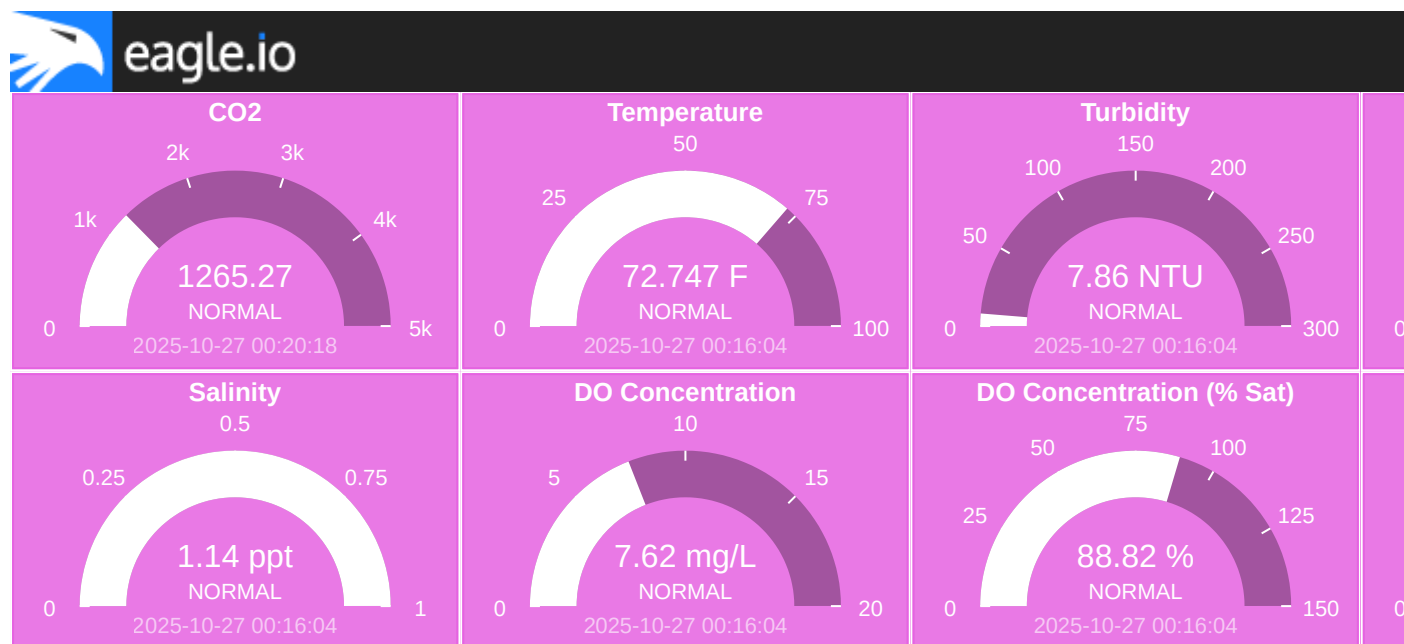 eagle.io
CO2
2k 3k
1k 4k
1265.27
NORMAL
0 5k
2025-10-27 00:20:18
Temperature
50
25 75
72.747 F
NORMAL
0 100
2025-10-27 00:16:04
Turbidity
150
100 200
50 250
7.86 NTU
NORMAL
0 300
2025-10-27 00:16:04
Salinity
0.5
0.25 0.75
1.14 ppt
NORMAL
0 1
2025-10-27 00:16:04
DO Concentration
10
5 15
7.62 mg/L
NORMAL
0 20
2025-10-27 00:16:04
DO Concentration (% Sat)
75
50 100
25 125
88.82 %
NORMAL
0 150
2025-10-27 00:16:04